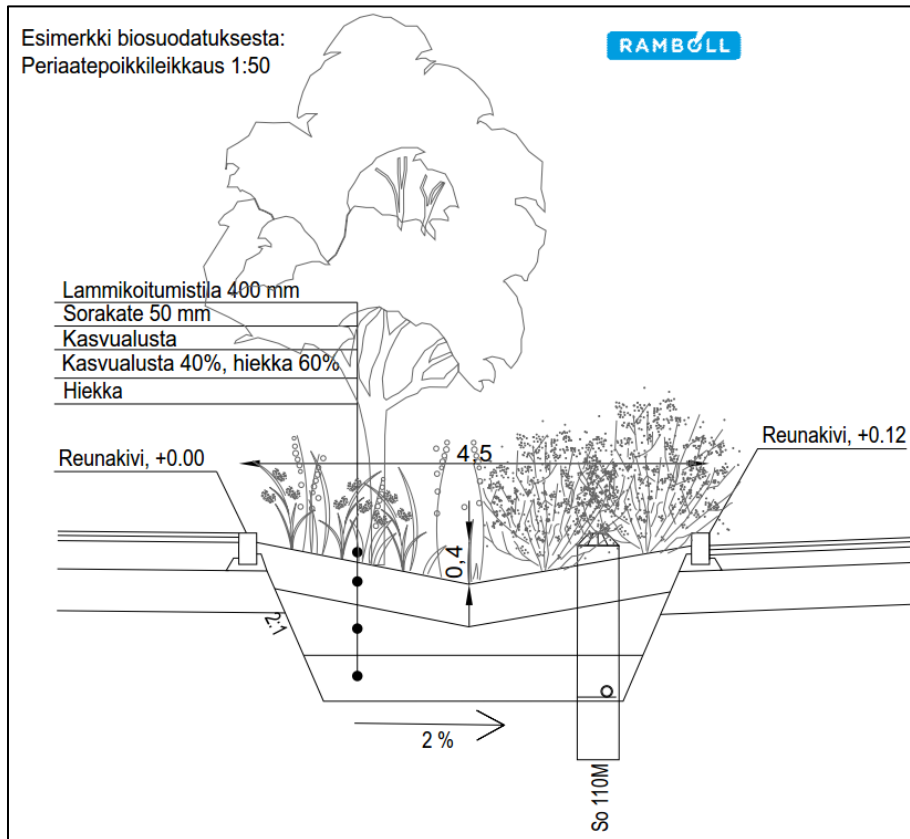 Esimerkki biosuodatuksesta:
Periaatepoikkileikkaus 1:50
RAMBOLL
Lammikoitumistila 400 mm
Sorakate 50 mm
Kasvualusta
Kasvualusta 40%, hiekka 60%
Hiekka
Reunakivi, +0.00
4,5
Reunakivi, +0.12
0,4
2:1
2 %
So 110M